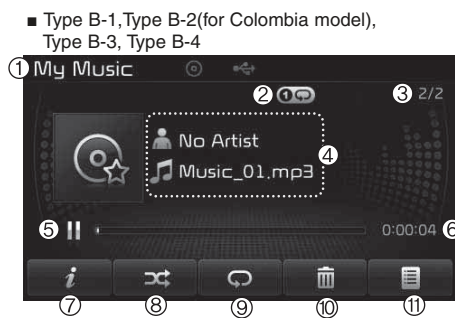 ■ Type B-1,Type B-2(for Colombia model),
Type B-3, Type B-4
① My Music
② ① ③ 2/2
No Artist
④
Music_01.mp3
⑤ 0:00:04 ⑥
i
⑦ ⑧ ⑨ ⑩ ⑪